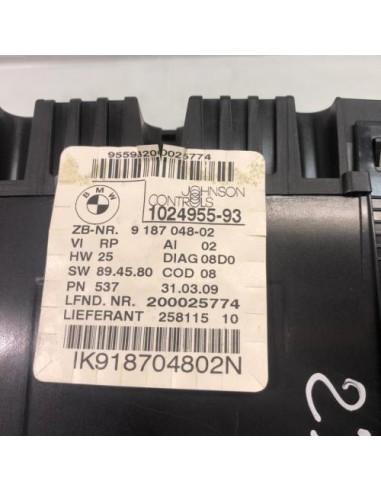 9559J200025774
BMW
JOHNSON
CONTROLS
1024955-93
ZB-NR. 9 187 048-02
VI RP AI 02
HW 25 DIAG 08D0
SW 89.45.80 COD 08
PN 537 31.03.09
LFND. NR. 200025774
LIEFERANT 258115 10
IK918704802N